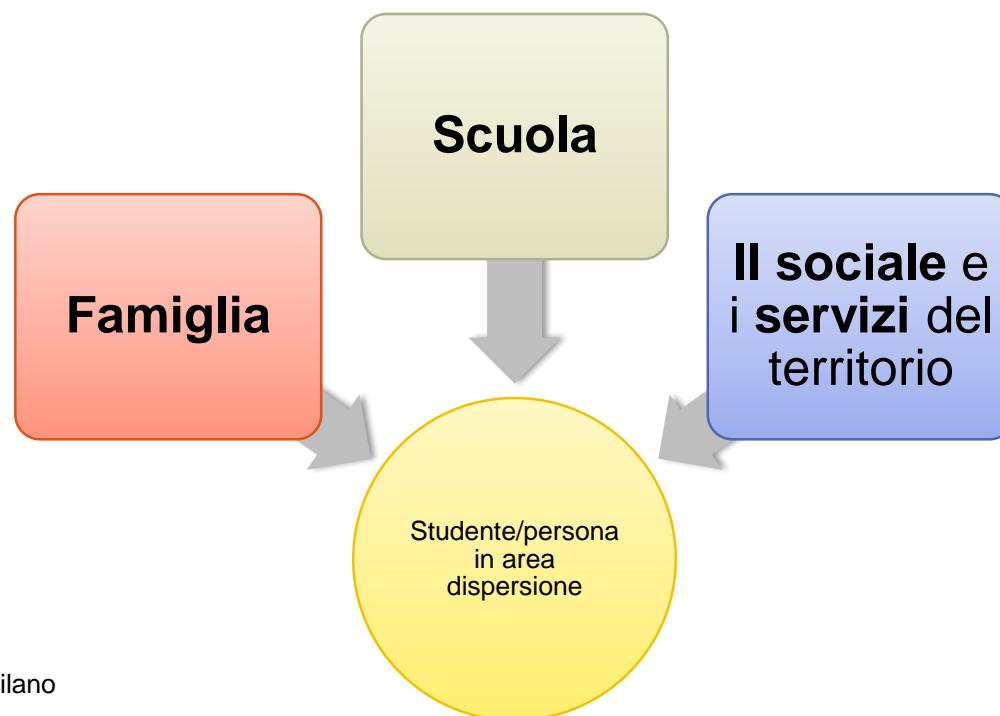 Scuola
Famiglia
Il sociale e
i servizi del
territorio
Studente/persona
in area
dispersione
ilano